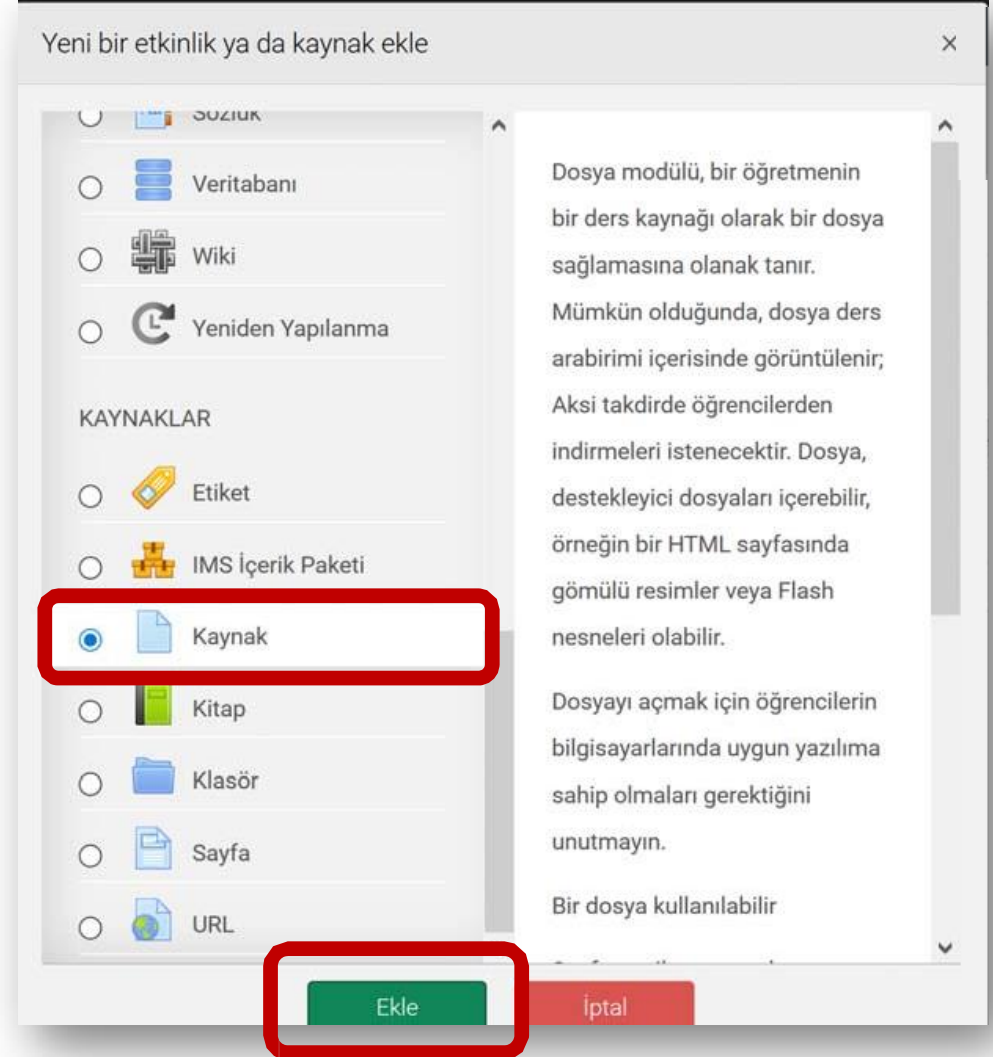 Yeni bir etkinlik ya da kaynak ekle
Sözlük
Veritabanı
Wiki
Yeniden Yapılanma
KAYNAKLAR
Etiket
IMS İçerik Paketi
Kaynak
Kitap
Klasör
Sayfa
URL
Dosya modülü, bir öğretmenin
bir ders kaynağı olarak bir dosya
sağlamasına olanak tanır.
Mümkün olduğunda, dosya ders
arabirimi içerisinde görüntülenir;
Aksi takdirde öğrencilerden
indirmeleri istenecektir. Dosya,
destekleyici dosyaları içerebilir,
örneğin bir HTML sayfasında
gömülü resimler veya Flash
nesneleri olabilir.
Dosyayı açmak için öğrencilerin
bilgisayarlarında uygun yazılıma
sahip olmaları gerektiğini
unutmayın.
Bir dosya kullanılabilir
Ekle
İptal